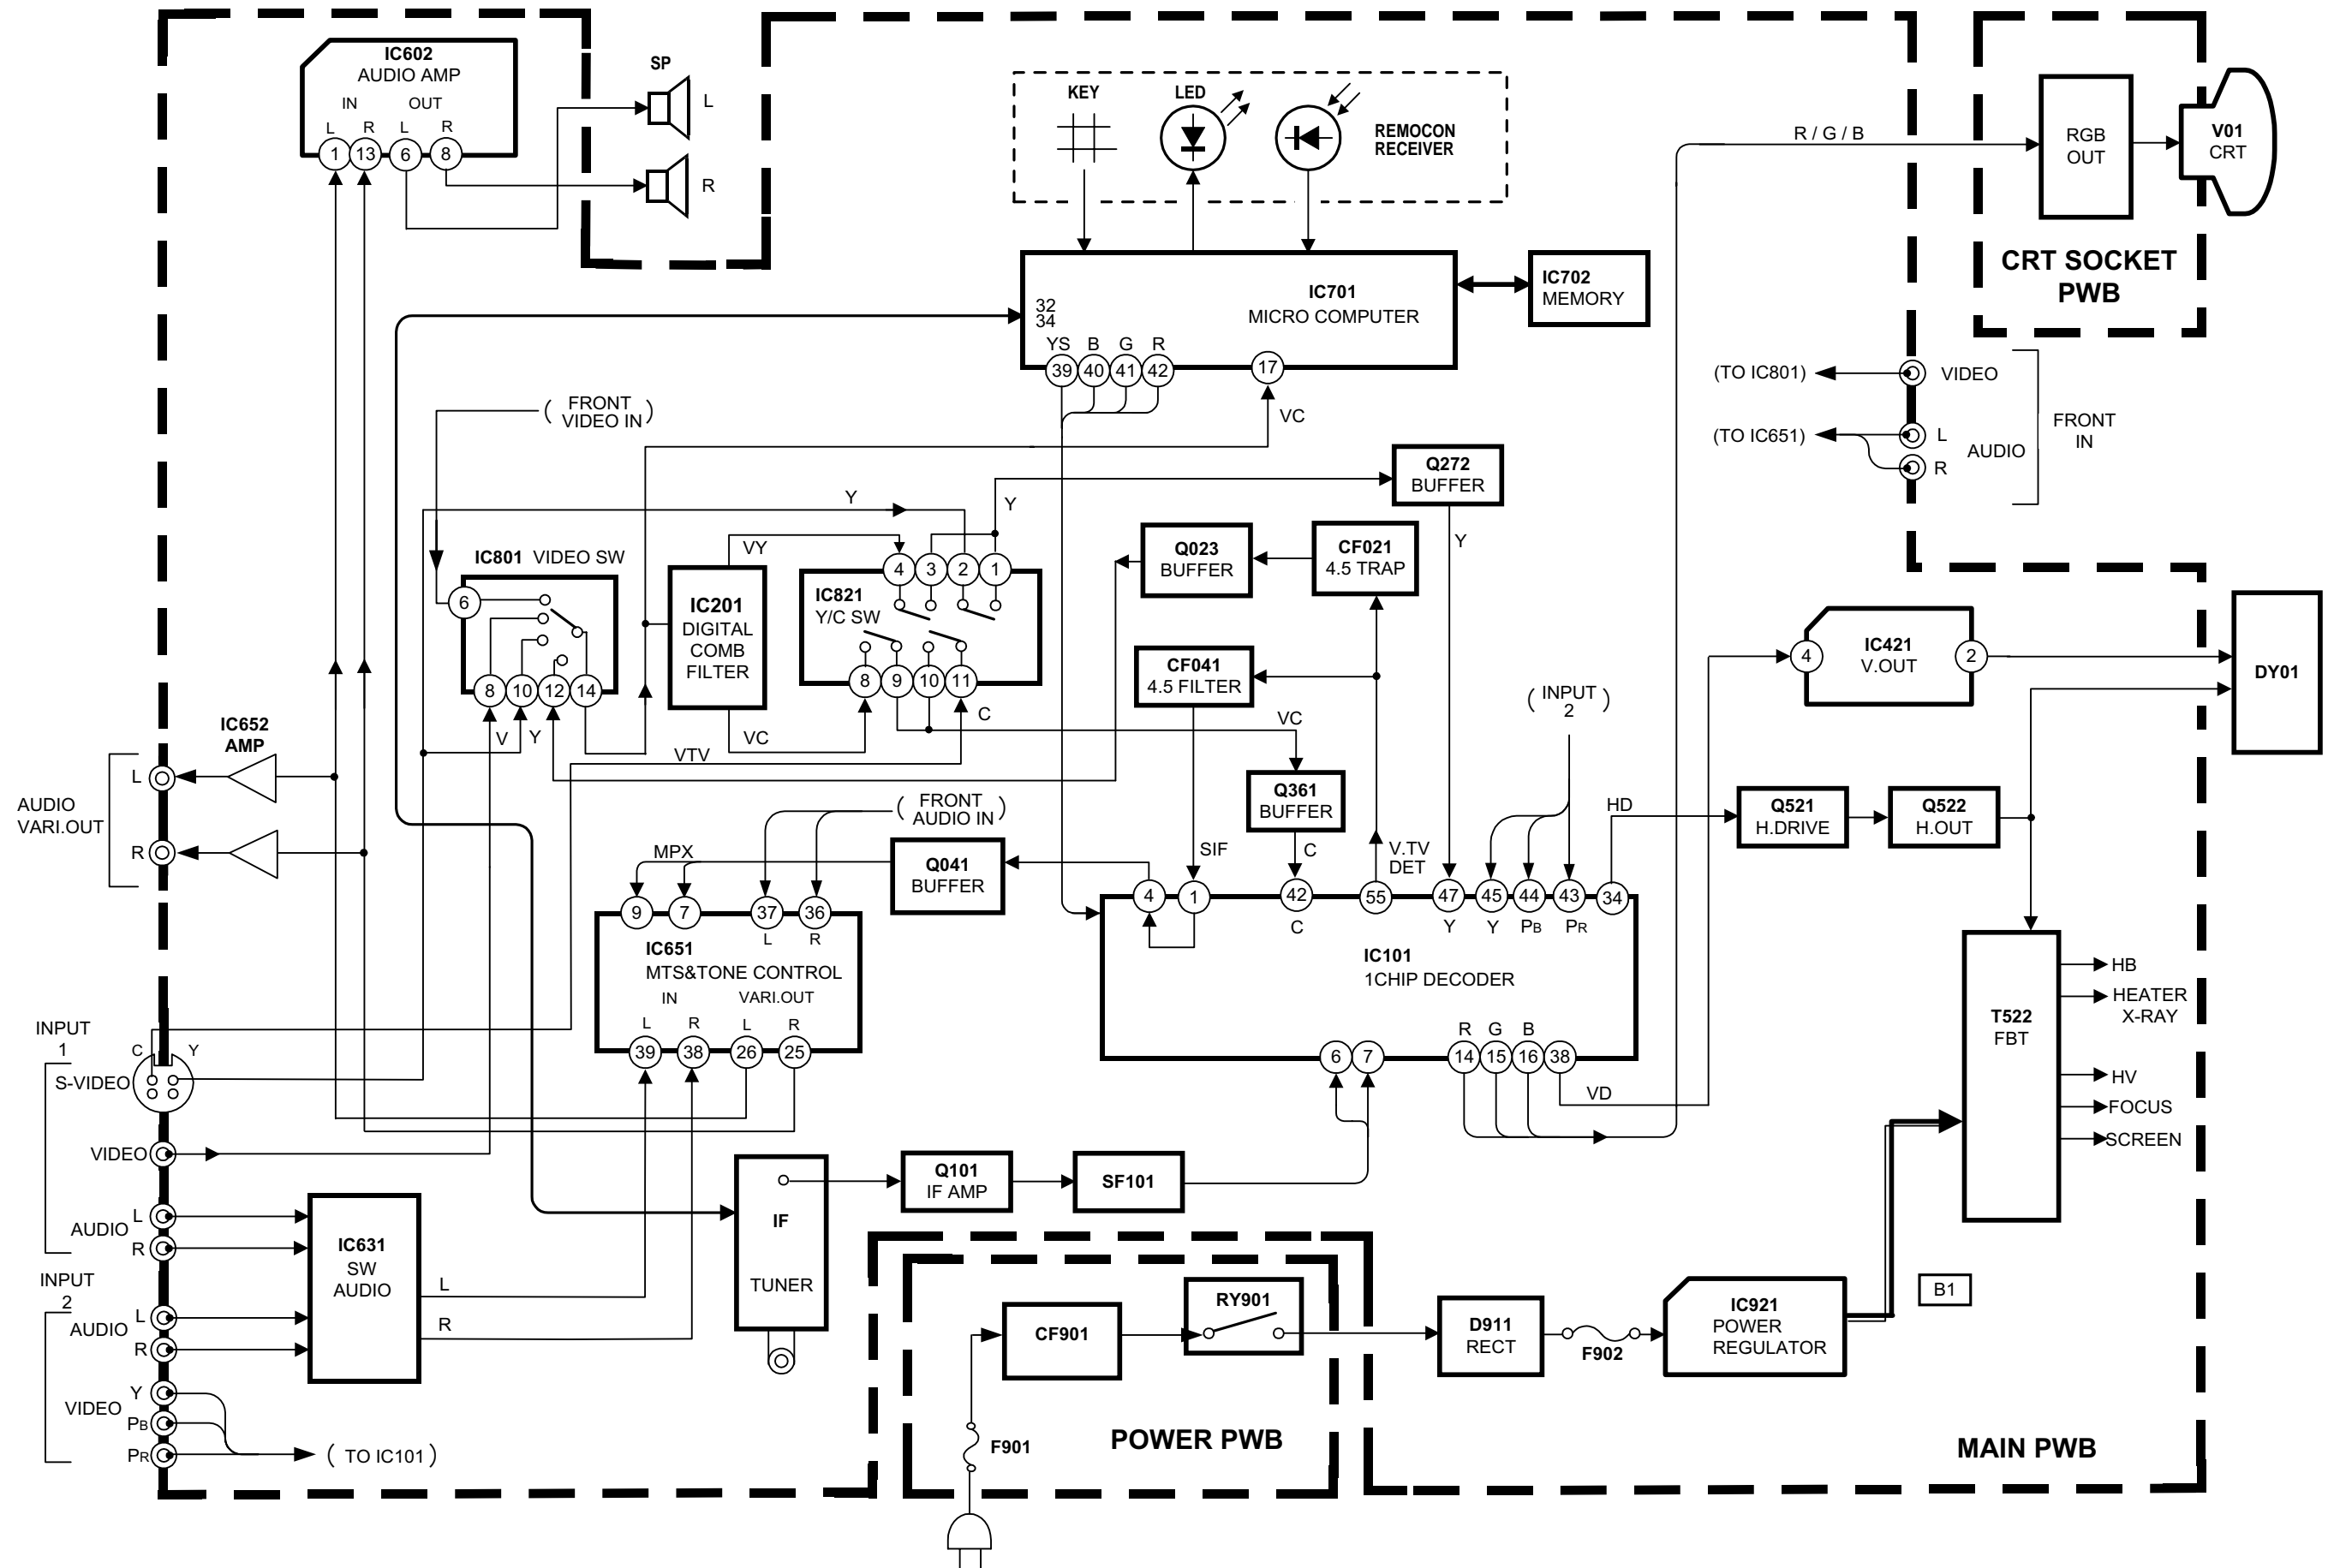 IC602
AUDIO AMP
IN OUT
L R L R
1 13 6 8
SP
L
R
KEY
LED
REMOCON
RECEIVER
R / G / B
RGB
OUT
V01
CRT
CRT SOCKET
PWB
IC701
MICRO COMPUTER
32
34
YS B G R
39 40 41 42
17
IC702
MEMORY
VC
(TO IC801)
VIDEO
(TO IC651)
L
AUDIO
R
FRONT
IN
( FRONT
VIDEO IN )
Q272
BUFFER
Y
Y
Y
IC801 VIDEO SW
6
8 10 12 14
V Y
VY
IC201
DIGITAL
COMB
FILTER
VC
IC821
Y/C SW
4 3 2 1
8 9 10 11
C
VTV
VC
Q023
BUFFER
CF021
4.5 TRAP
CF041
4.5 FILTER
Q361
BUFFER
C
SIF
V.TV
DET
( INPUT
2 )
IC421
V.OUT
4
2
DY01
HD
Q521
H.DRIVE
Q522
H.OUT
IC652
AMP
L
R
AUDIO
VARI.OUT
( FRONT
AUDIO IN )
MPX
Q041
BUFFER
9 7 37 36
L R
IC651
MTS&TONE CONTROL
IN VARI.OUT
L R L R
39 38 26 25
4 1 42 55 47 45 44 43 34
C Y Y PB PR
IC101
1CHIP DECODER
R G B
6 7 14 15 16 38
VD
T522
FBT
HB
HEATER
X-RAY
HV
FOCUS
SCREEN
INPUT
1
C Y
S-VIDEO
VIDEO
L
AUDIO
R
INPUT
2
L
AUDIO
R
Y
VIDEO
PB
PR
( TO IC101 )
IC631
SW
AUDIO
L
R
IF
TUNER
Q101
IF AMP
SF101
CF901
RY901
F901
POWER PWB
D911
RECT
F902
IC921
POWER
REGULATOR
B1
MAIN PWB